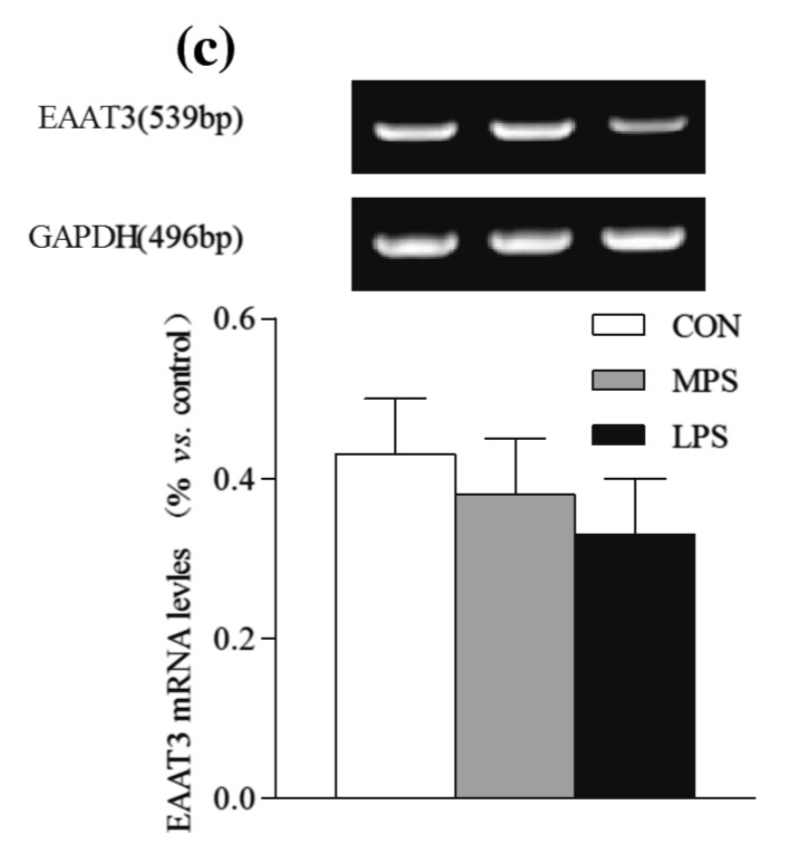 (c)
EAAT3(539bp)
GAPDH(496bp)
EAAT3 mRNA levles (% vs. control)
0.6
0.4
0.2
0.0
CON
MPS
LPS